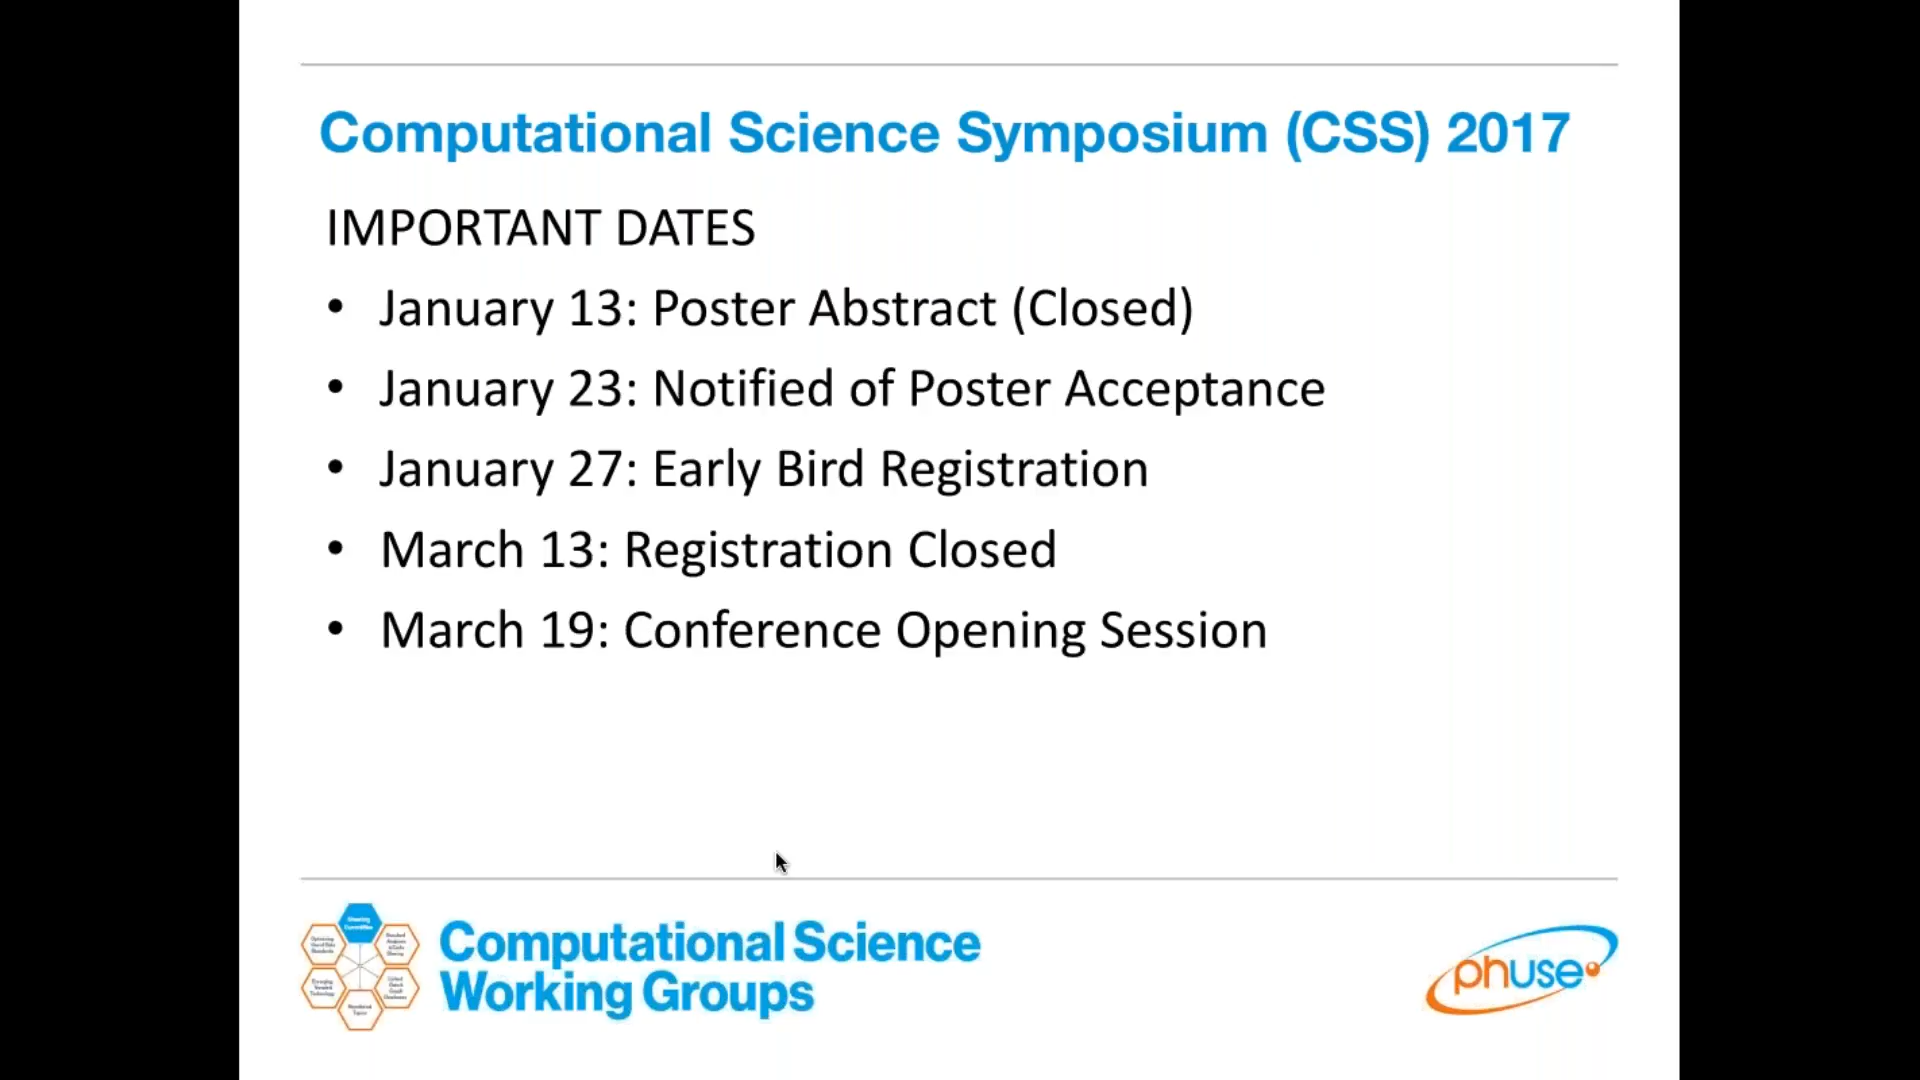 Computational Science Symposium (CSS) 2017
IMPORTANT DATES
• January 13: Poster Abstract (Closed)
• January 23: Notified of Poster Acceptance
• January 27: Early Bird Registration
• March 13: Registration Closed
• March 19: Conference Opening Session
Computational Science
Working Groups
phuse